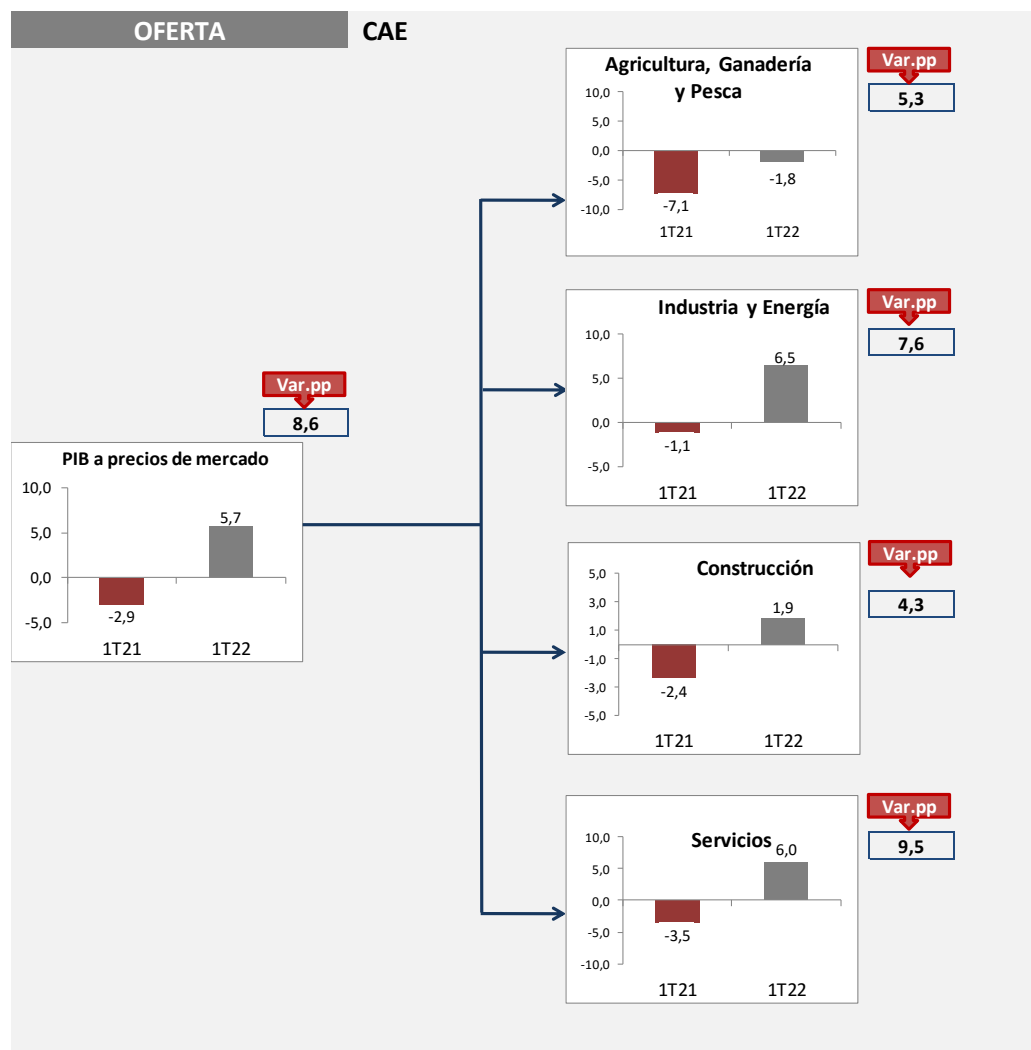 OFERTA
CAE
Agricultura, Ganadería
y Pesca
10,0
5,0
0,0
-5,0
-10,0
-7,1
-1,8
1T21
1T22
Var.pp
5,3
Industria y Energía
10,0
5,0
0,0
-5,0
-1,1
6,5
1T21
1T22
Var.pp
7,6
Var.pp
8,6
PIB a precios de mercado
10,0
5,0
0,0
-5,0
-2,9
5,7
1T21
1T22
Construcción
5,0
3,0
1,0
-1,0
-3,0
-5,0
-2,4
1,9
1T21
1T22
Var.pp
4,3
Servicios
10,0
5,0
0,0
-5,0
-10,0
-3,5
6,0
1T21
1T22
Var.pp
9,5